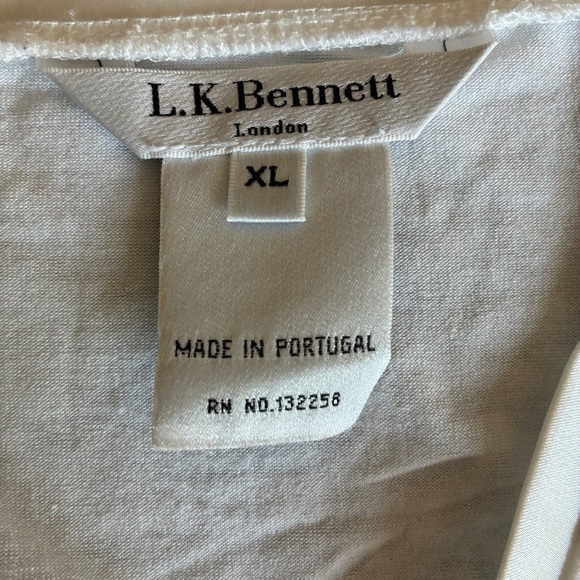 L.K.Bennett
London
XL
MADE IN PORTUGAL
RN NO.132258